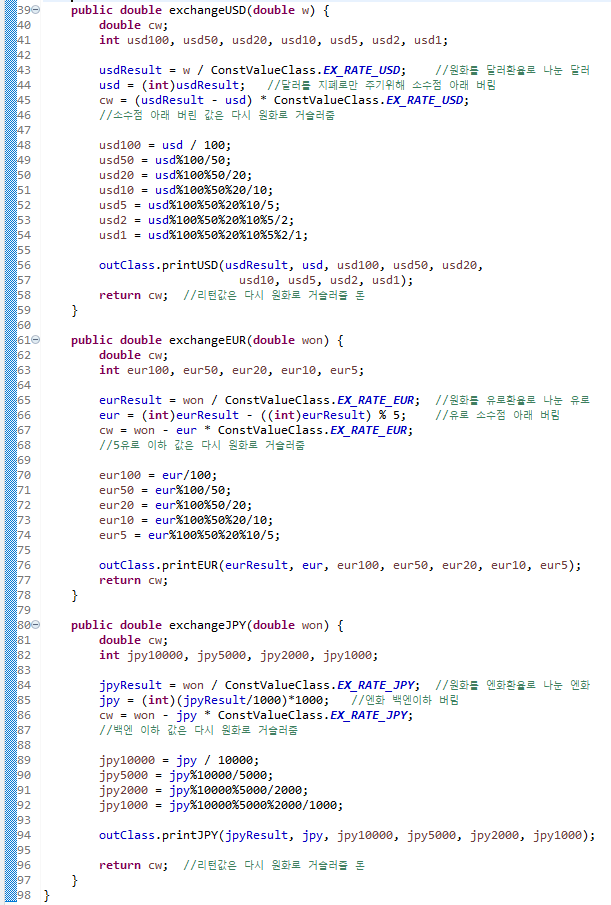 39 public double exchangeUSD(double w) {
40 double cw;
41 int usd100, usd50, usd20, usd10, usd5, usd2, usd1;
42
43 usdResult = w / ConstValueClass.EX_RATE_USD; //원화를 달러환율로 나눈 달러
44 usd = (int)usdResult; //달러를 지폐로만 주기위해 소수점 아래 버림
45 cw = (usdResult - usd) * ConstValueClass.EX_RATE_USD;
46 //소수점 아래 버린 값은 다시 원화로 거슬러줌
47
48 usd100 = usd / 100;
49 usd50 = usd%100/50;
50 usd20 = usd%100%50/20;
51 usd10 = usd%100%50%20/10;
52 usd5 = usd%100%50%20%10/5;
53 usd2 = usd%100%50%20%10%5/2;
54 usd1 = usd%100%50%20%10%5%2/1;
55
56 outClass.printUSD(usdResult, usd, usd100, usd50, usd20,
57 usd10, usd5, usd2, usd1);
58 return cw; //리턴값은 다시 원화로 거슬러줄 돈
59 }
60
61 public double exchangeEUR(double won) {
62 double cw;
63 int eur100, eur50, eur20, eur10, eur5;
64
65 eurResult = won / ConstValueClass.EX_RATE_EUR; //원화를 유로환율로 나눈 유로
66 eur = (int)eurResult - ((int)eurResult) % 5; //유로 소수점 아래 버림
67 cw = won - eur * ConstValueClass.EX_RATE_EUR;
68 //5유로 이하 값은 다시 원화로 거슬러줌
69
70 eur100 = eur/100;
71 eur50 = eur%100/50;
72 eur20 = eur%100%50/20;
73 eur10 = eur%100%50%20/10;
74 eur5 = eur%100%50%20%10/5;
75
76 outClass.printEUR(eurResult, eur, eur100, eur50, eur20, eur10, eur5);
77 return cw;
78 }
79
80 public double exchangeJPY(double won) {
81 double cw;
82 int jpy10000, jpy5000, jpy2000, jpy1000;
83
84 jpyResult = won / ConstValueClass.EX_RATE_JPY; //원화를 엔화환율로 나눈 엔화
85 jpy = (int)(jpyResult/1000)*1000; //엔화 백엔이하 버림
86 cw = won - jpy * ConstValueClass.EX_RATE_JPY;
87 //백엔 이하 값은 다시 원화로 거슬러줌
88
89 jpy10000 = jpy / 10000;
90 jpy5000 = jpy%10000/5000;
91 jpy2000 = jpy%10000%5000/2000;
92 jpy1000 = jpy%10000%5000%2000/1000;
93
94 outClass.printJPY(jpyResult, jpy, jpy10000, jpy5000, jpy2000, jpy1000);
95
96 return cw; //리턴값은 다시 원화로 거슬러줄 돈
97 }
98 }